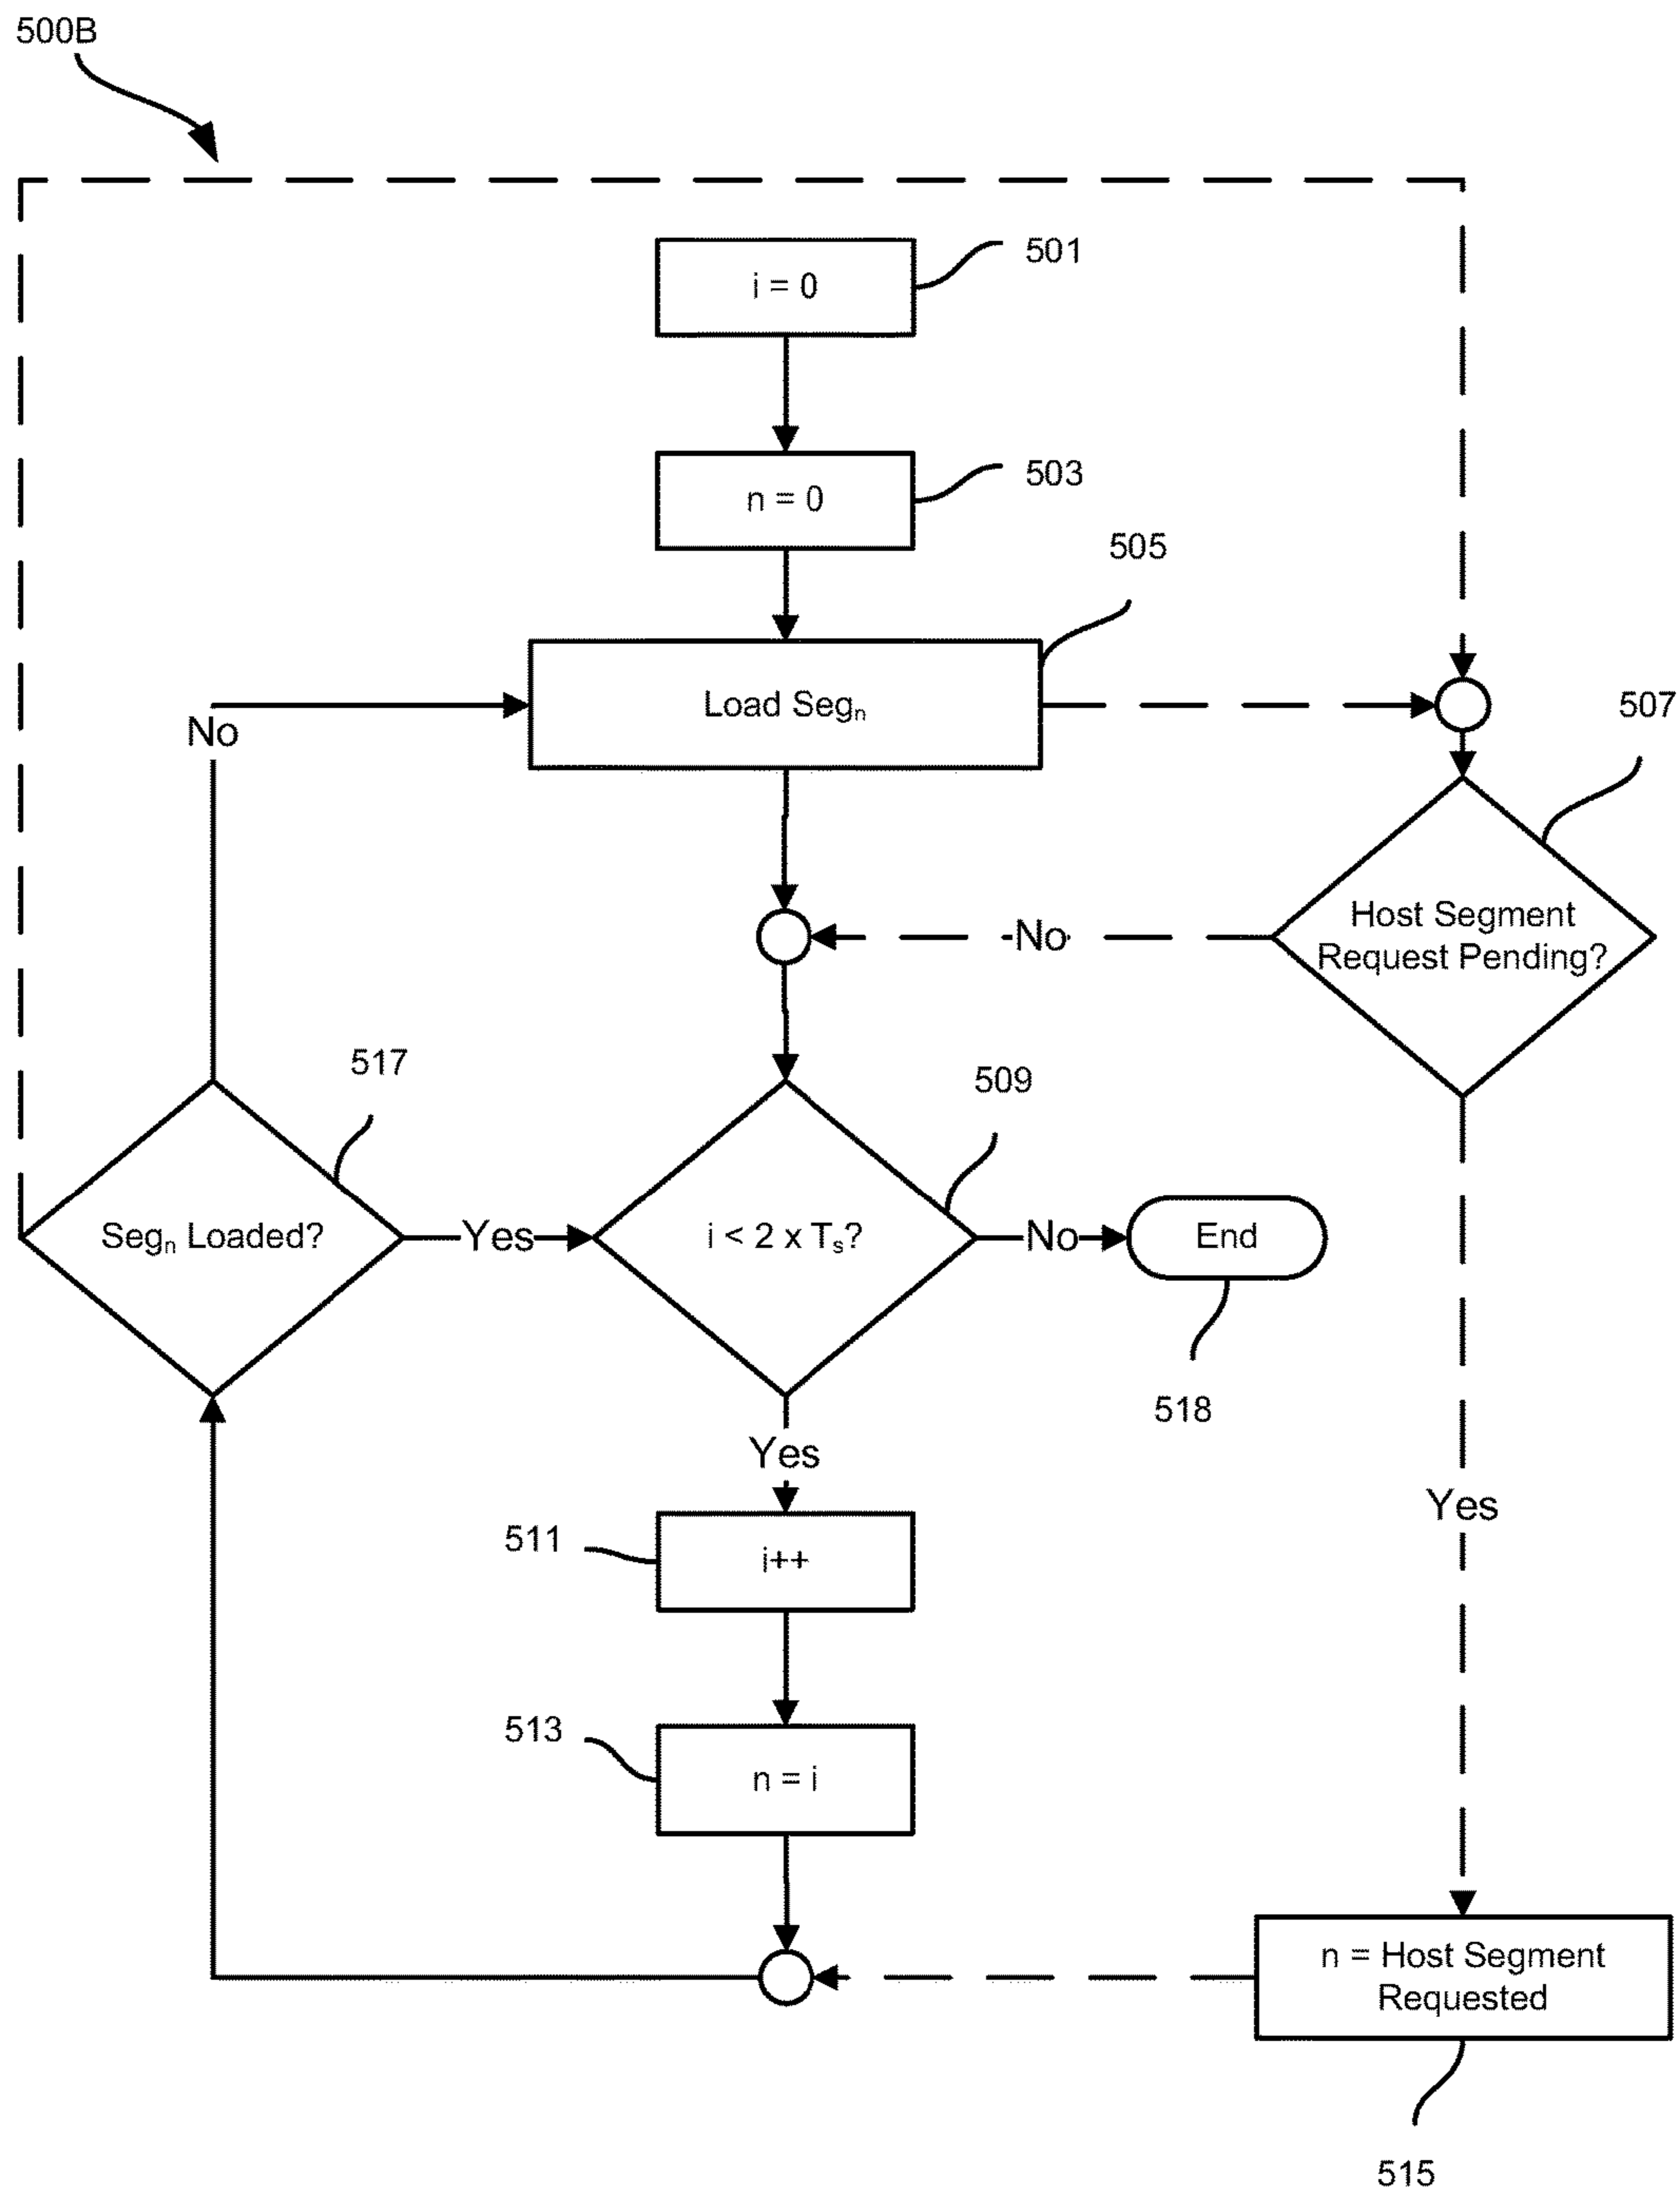 500B
i = 0
501
n = 0
503
505
Load Segn
507
No
Host Segment
Request Pending?
No
517
509
Segn Loaded?
Yes
i < 2 x Ts?
No
End
518
Yes
Yes
511
i++
513
n = i
n = Host Segment
Requested
515